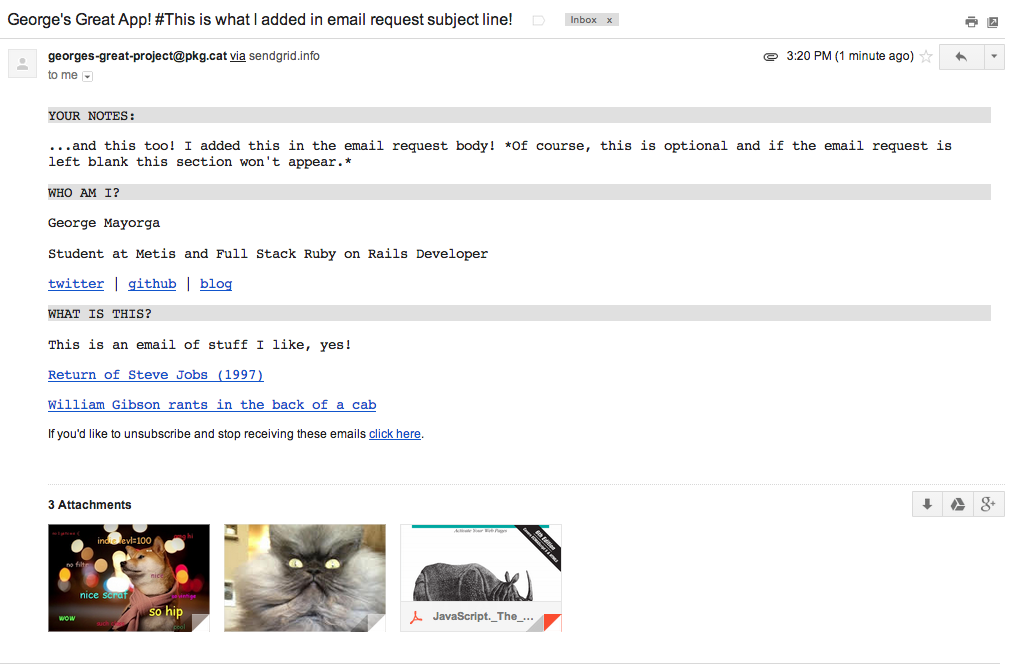 George's Great App! #This is what I added in email request subject line!
Inbox x
georges-great-project@pkg.cat via sendgrid.info
3:20 PM (1 minute ago)
to me
YOUR NOTES:
...and this too! I added this in the email request body! *Of course, this is optional and if the email request is
left blank this section won't appear.*
WHO AM I?
George Mayorga
Student at Metis and Full Stack Ruby on Rails Developer
twitter | github | blog
WHAT IS THIS?
This is an email of stuff I like, yes!
Return of Steve Jobs (1997)
William Gibson rants in the back of a cab
If you'd like to unsubscribe and stop receiving these emails click here.
3 Attachments
g+
indie levl=100
no filter
nice scraf
so hip
wow
Activate Your Web Pages
6th Edition
JavaScript._The_...